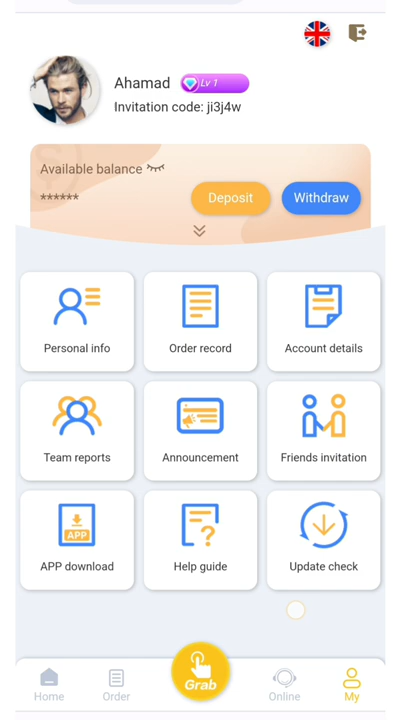 Ahamad
Lv 1
Invitation code: ji3j4w
Available balance
******
Deposit
Withdraw
Personal info
Order record
Account details
Team reports
Announcement
Friends invitation
APP
APP download
Help guide
Update check
Grab
Home
Order
Online
My